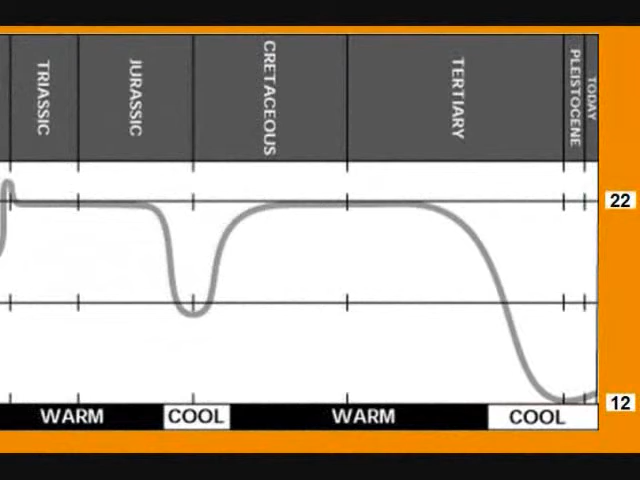 TRIASSIC
JURASSIC
CRETACEOUS
TERTIARY
PLEISTOCENE
TODAY
22
12
WARM
COOL
WARM
COOL